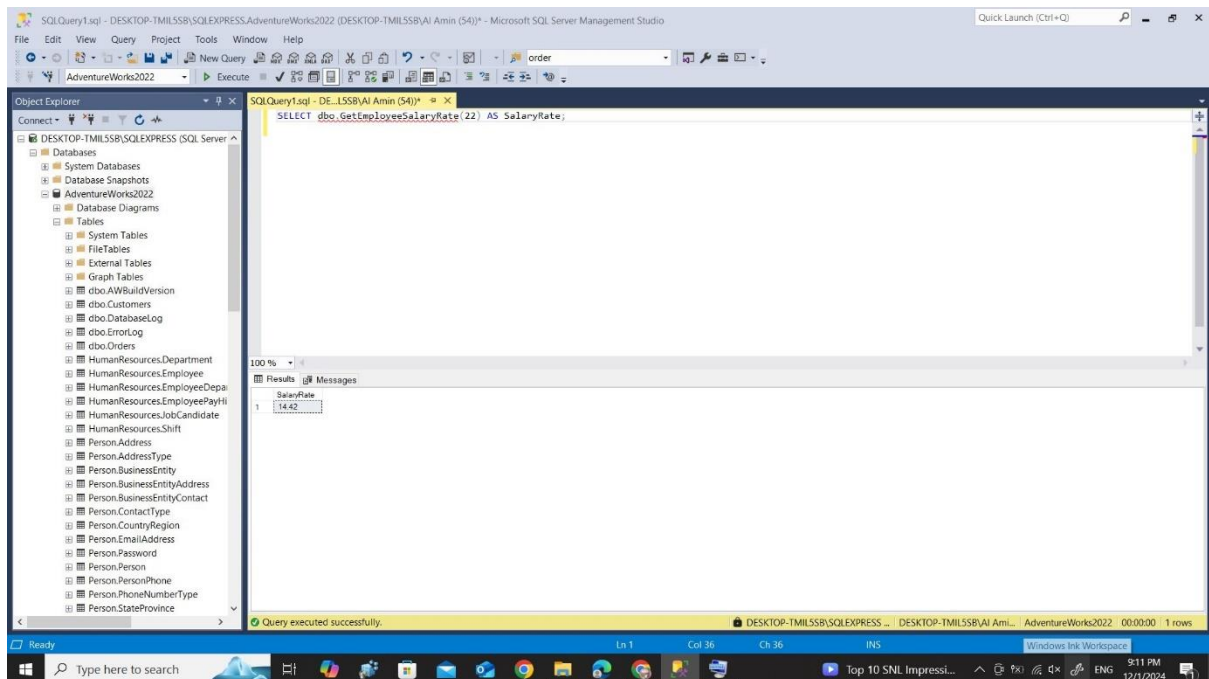 SQLQuery1.sql - DESKTOP-TMIL5SB\SQLEXPRESS.AdventureWorks2022 (DESKTOP-TMIL5SB\Al Amin (54))* - Microsoft SQL Server Management Studio
Quick Launch (Ctrl+Q)
File Edit View Query Project Tools Window Help
New Query
order
AdventureWorks2022
Execute
Object Explorer
SQLQuery1.sql - DE...L5SB\Al Amin (54))*
Connect
SELECT dbo.GetEmployeeSalaryRate(22) AS SalaryRate;
DESKTOP-TMIL5SB\SQLEXPRESS (SQL Server
Databases
System Databases
Database Snapshots
AdventureWorks2022
Database Diagrams
Tables
System Tables
FileTables
External Tables
Graph Tables
dbo.AWBuildVersion
dbo.Customers
dbo.DatabaseLog
dbo.ErrorLog
dbo.Orders
HumanResources.Department
HumanResources.Employee
HumanResources.EmployeeDepa
HumanResources.EmployeePayHi
HumanResources.JobCandidate
HumanResources.Shift
Person.Address
Person.AddressType
Person.BusinessEntity
Person.BusinessEntityAddress
Person.BusinessEntityContact
Person.ContactType
Person.CountryRegion
Person.EmailAddress
Person.Password
Person.Person
Person.PersonPhone
Person.PhoneNumberType
Person.StateProvince
100 %
Results Messages
SalaryRate
1 14.42
Query executed successfully.
DESKTOP-TMIL5SB\SQLEXPRESS ... DESKTOP-TMIL5SB\Al Ami... AdventureWorks2022 00:00:00 1 rows
Ready
Ln 1 Col 36 Ch 36 INS
Windows Ink Workspace
Type here to search
Top 10 SNL Impressi...
ENG
9:11 PM
12/1/2024